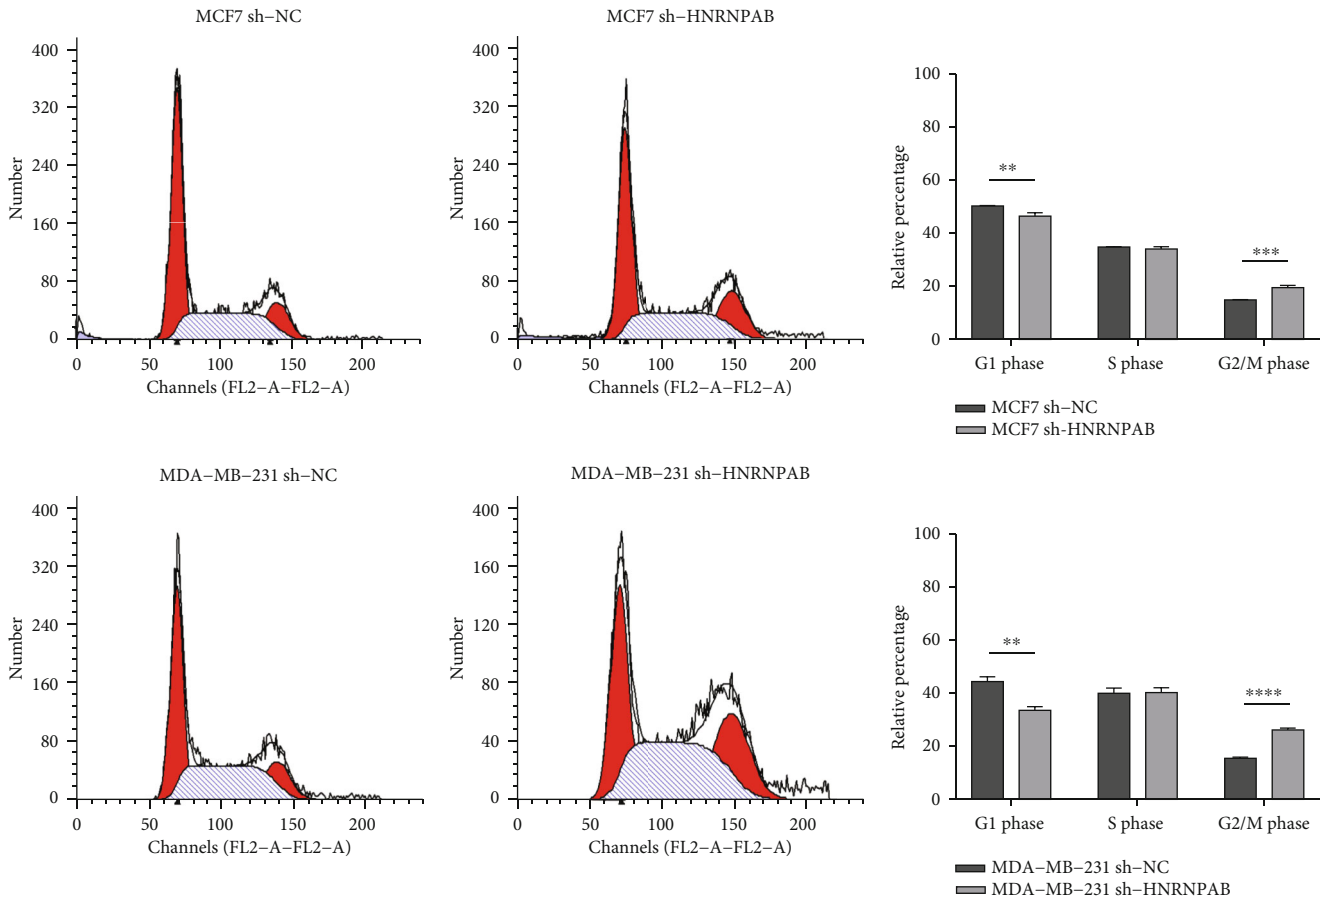 MCF7 sh−NC
400
320
240
160
80
0
Number
0 50 100 150 200
Channels (FL2−A−FL2−A)
MCF7 sh−HNRNPAB
400
320
240
160
80
0
Number
0 50 100 150 200
Channels (FL2−A−FL2−A)
100
80
60
40
20
0
Relative percentage
**
***
G1 phase S phase G2/M phase
MCF7 sh−NC
MCF7 sh-HNRNPAB
MDA−MB−231 sh−NC
400
320
240
160
80
0
Number
0 50 100 150 200
Channels (FL2−A−FL2−A)
MDA−MB−231 sh−HNRNPAB
400
160
120
80
40
0
Number
0 50 100 150 200
Channels (FL2−A−FL2−A)
100
80
60
40
20
0
Relative percentage
**
****
G1 phase S phase G2/M phase
MDA−MB−231 sh−NC
MDA−MB−231 sh−HNRNPAB